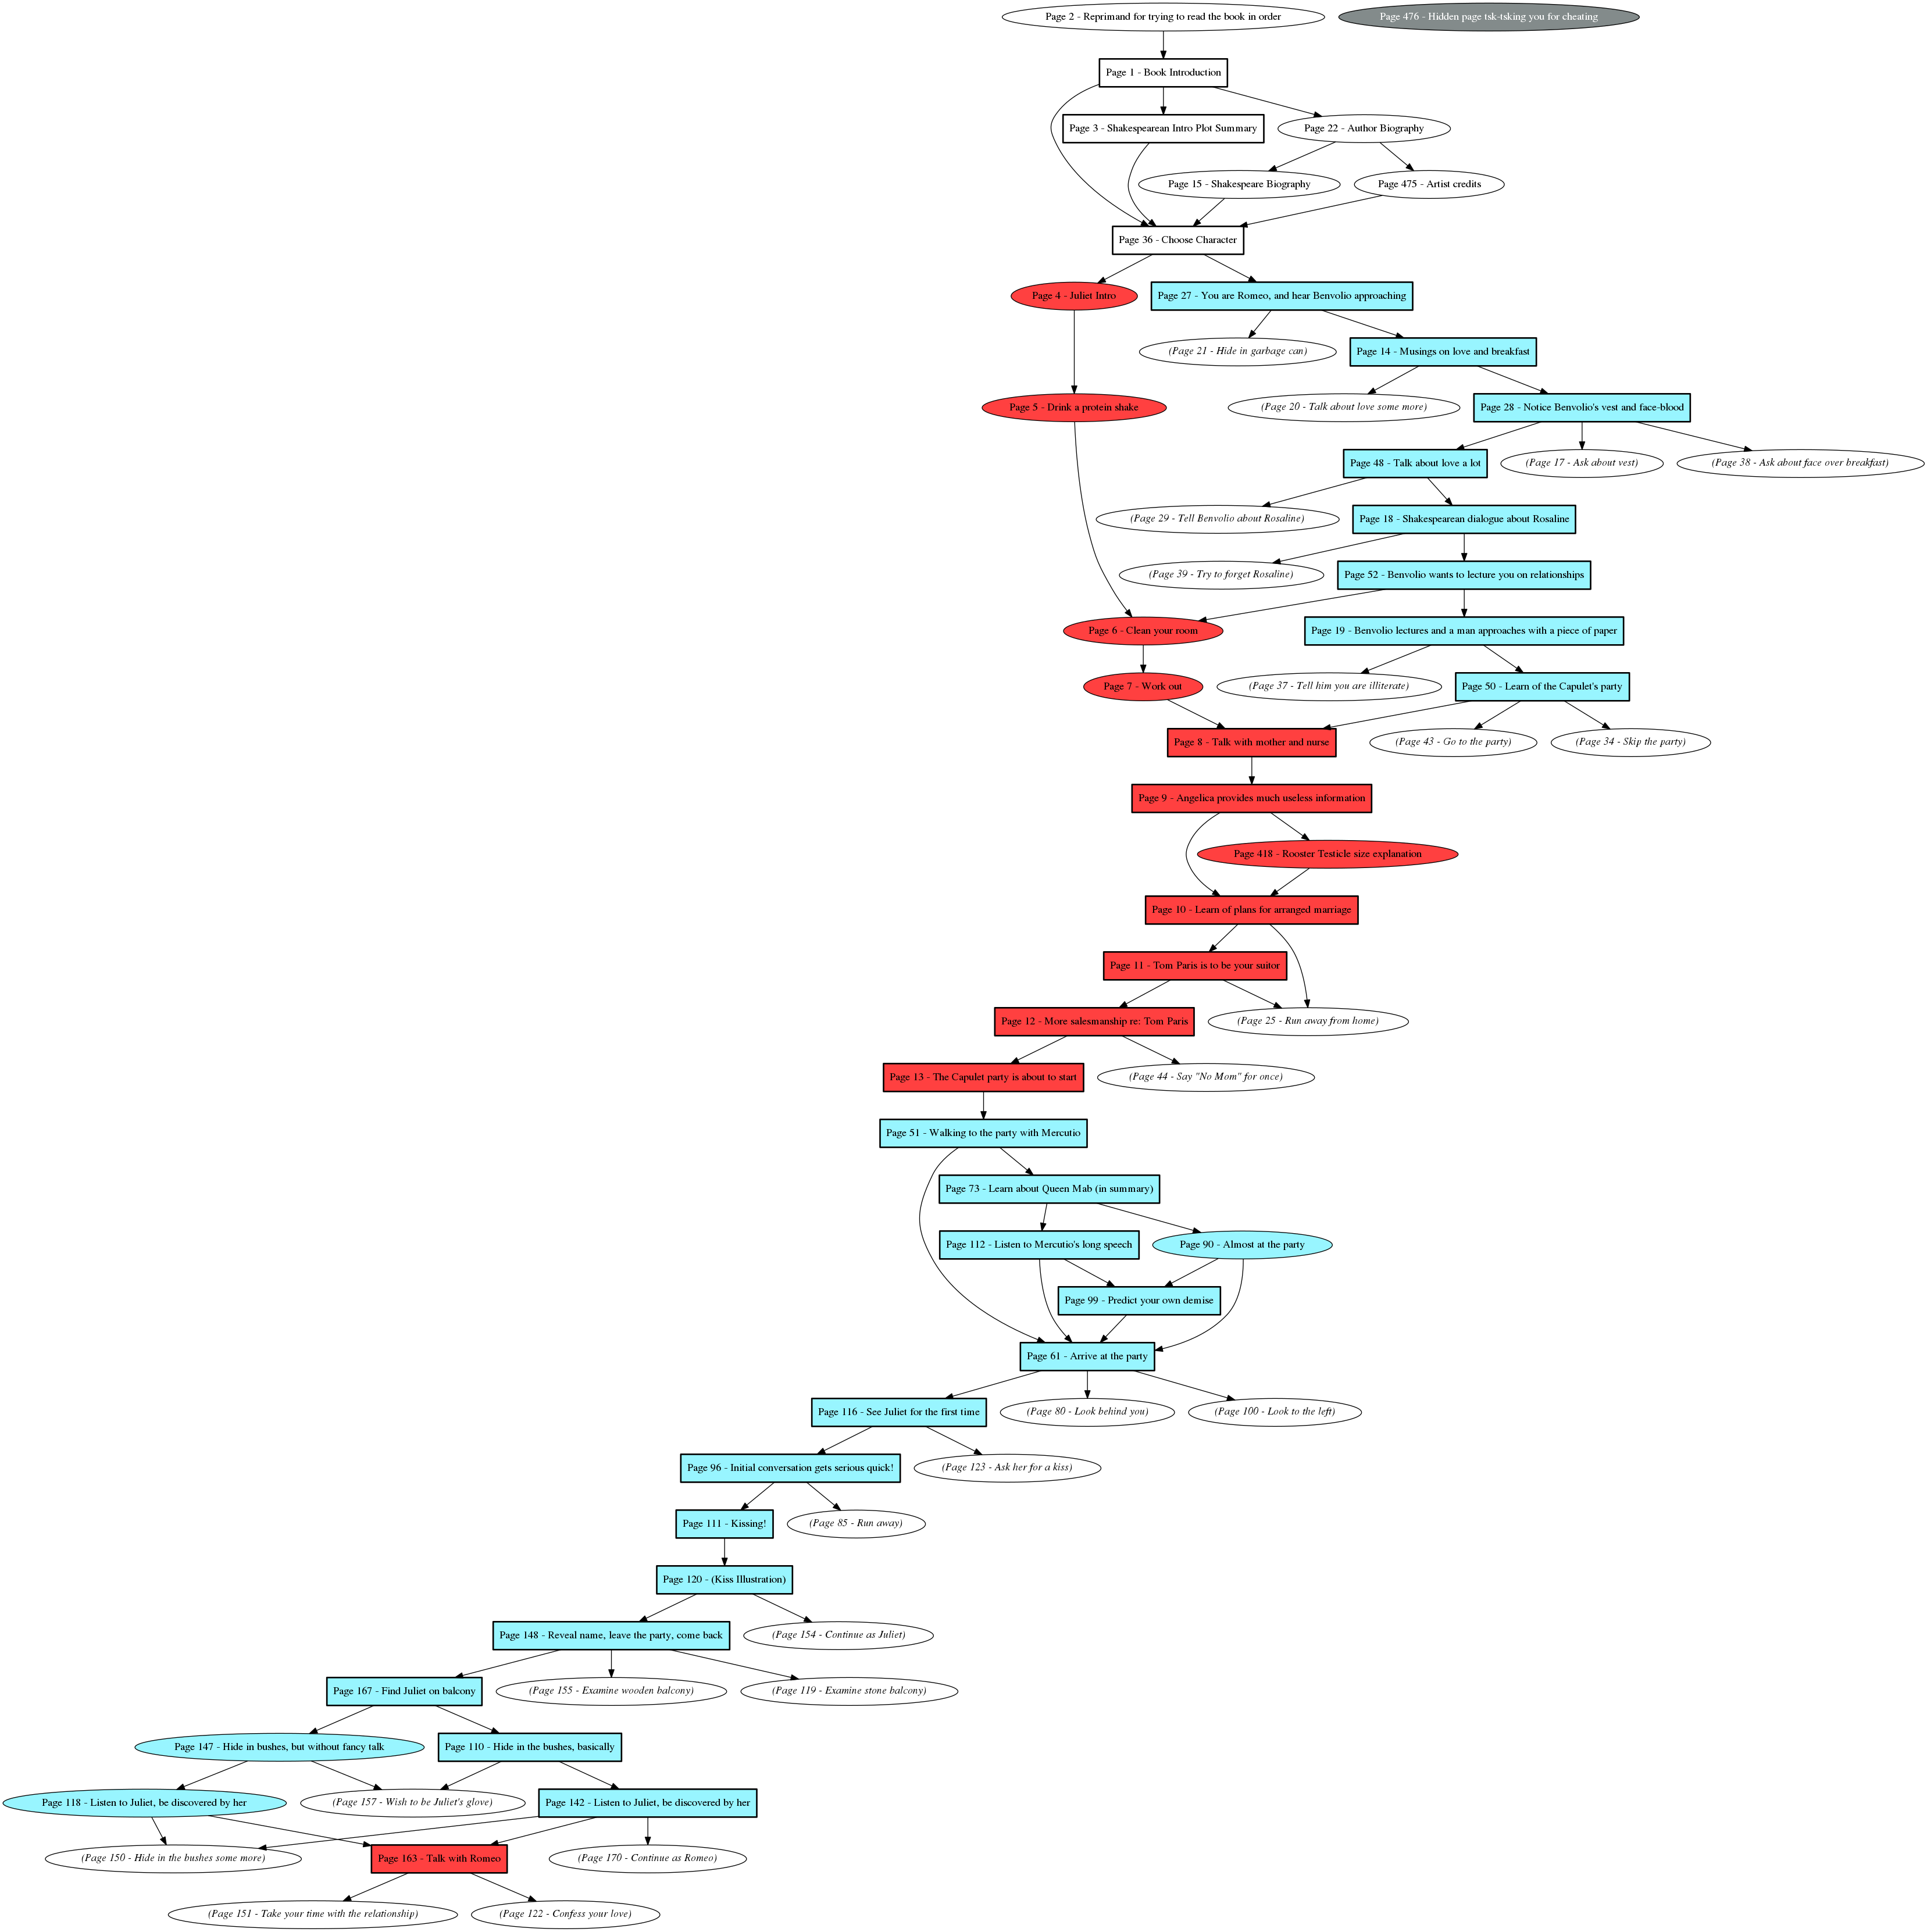 Page 2 - Reprimand for trying to read the book in order
Page 476 - Hidden page tsk-tsking you for cheating
Page 1 - Book Introduction
Page 3 - Shakespearean Intro Plot Summary
Page 22 - Author Biography
Page 15 - Shakespeare Biography
Page 475 - Artist credits
Page 36 - Choose Character
Page 4 - Juliet Intro
Page 27 - You are Romeo, and hear Benvolio approaching
(Page 21 - Hide in garbage can)
Page 14 - Musings on love and breakfast
Page 5 - Drink a protein shake
(Page 20 - Talk about love some more)
Page 28 - Notice Benvolio's vest and face-blood
Page 48 - Talk about love a lot
(Page 17 - Ask about vest)
(Page 38 - Ask about face over breakfast)
(Page 29 - Tell Benvolio about Rosaline)
Page 18 - Shakespearean dialogue about Rosaline
(Page 39 - Try to forget Rosaline)
Page 52 - Benvolio wants to lecture you on relationships
Page 6 - Clean your room
Page 19 - Benvolio lectures and a man approaches with a piece of paper
Page 7 - Work out
(Page 37 - Tell him you are illiterate)
Page 50 - Learn of the Capulet's party
Page 8 - Talk with mother and nurse
(Page 43 - Go to the party)
(Page 34 - Skip the party)
Page 9 - Angelica provides much useless information
Page 418 - Rooster Testicle size explanation
Page 10 - Learn of plans for arranged marriage
Page 11 - Tom Paris is to be your suitor
Page 12 - More salesmanship re: Tom Paris
(Page 25 - Run away from home)
Page 13 - The Capulet party is about to start
(Page 44 - Say "No Mom" for once)
Page 51 - Walking to the party with Mercutio
Page 73 - Learn about Queen Mab (in summary)
Page 112 - Listen to Mercutio's long speech
Page 90 - Almost at the party
Page 99 - Predict your own demise
Page 61 - Arrive at the party
Page 116 - See Juliet for the first time
(Page 80 - Look behind you)
(Page 100 - Look to the left)
Page 96 - Initial conversation gets serious quick!
(Page 123 - Ask her for a kiss)
Page 111 - Kissing!
(Page 85 - Run away)
Page 120 - (Kiss Illustration)
Page 148 - Reveal name, leave the party, come back
(Page 154 - Continue as Juliet)
Page 167 - Find Juliet on balcony
(Page 155 - Examine wooden balcony)
(Page 119 - Examine stone balcony)
Page 147 - Hide in bushes, but without fancy talk
Page 110 - Hide in the bushes, basically
Page 118 - Listen to Juliet, be discovered by her
(Page 157 - Wish to be Juliet's glove)
Page 142 - Listen to Juliet, be discovered by her
(Page 150 - Hide in the bushes some more)
Page 163 - Talk with Romeo
(Page 170 - Continue as Romeo)
(Page 151 - Take your time with the relationship)
(Page 122 - Confess your love)